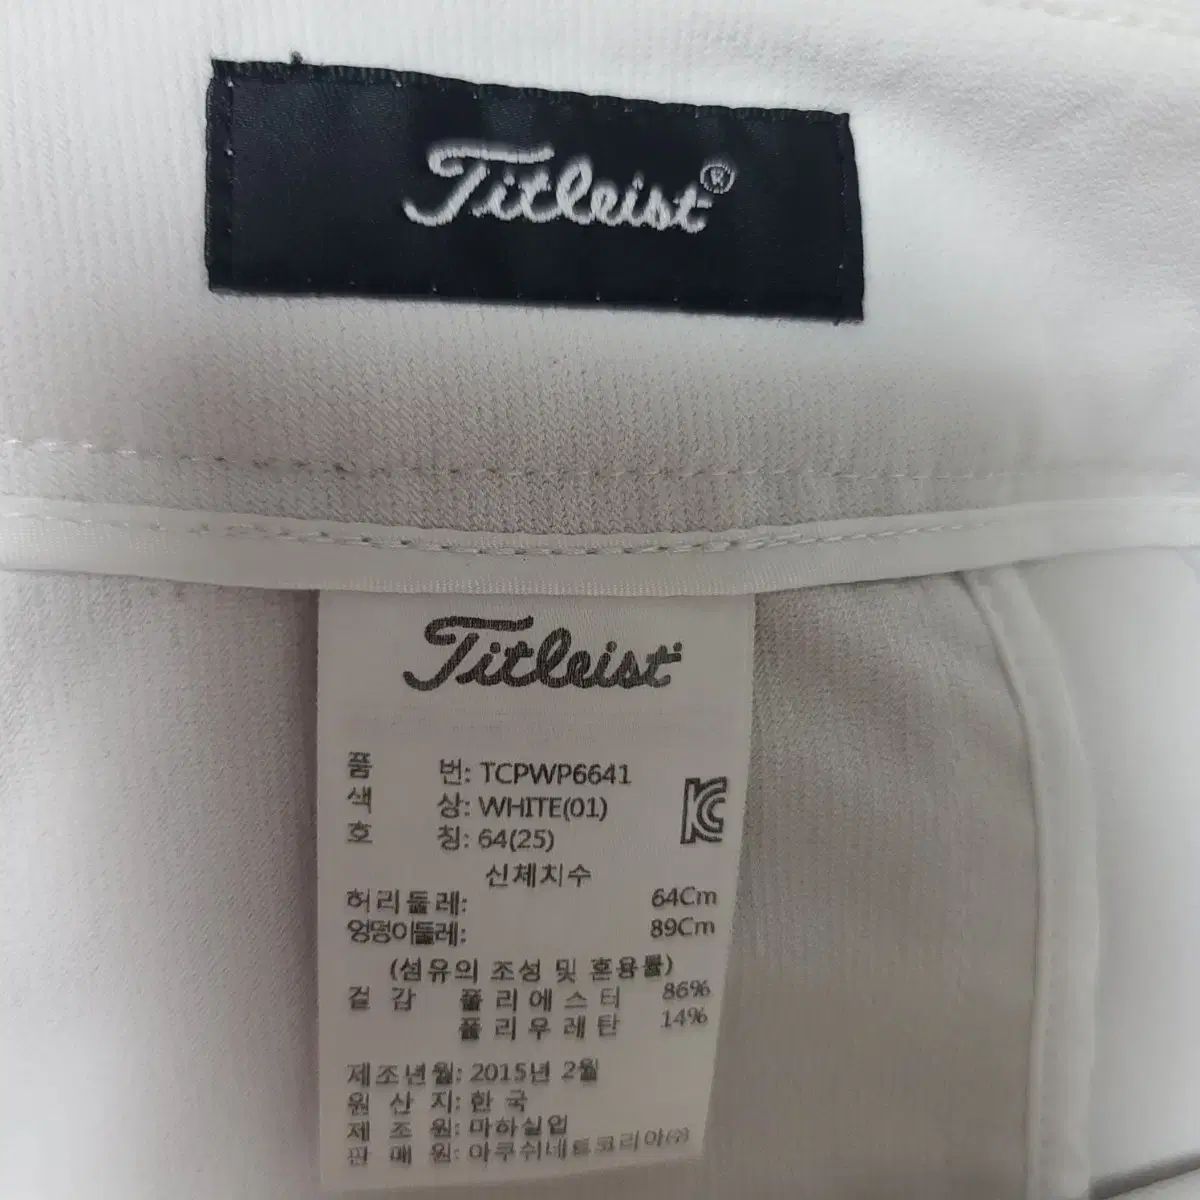 Titleist®
Titleist
품 번: TCPWP6641
색 상: WHITE(01)
호 칭: 64(25)
KC
신체치수
허리둘레: 64Cm
엉덩이둘레: 89Cm
(섬유의 조성 및 혼용률)
겉 감 폴리에스터 86%
폴리우레탄 14%
제조년월: 2015년 2월
원 산 지: 한 국
제 조 원: 마하실업
판 매 원: 아쿠쉬네트코리아(주)